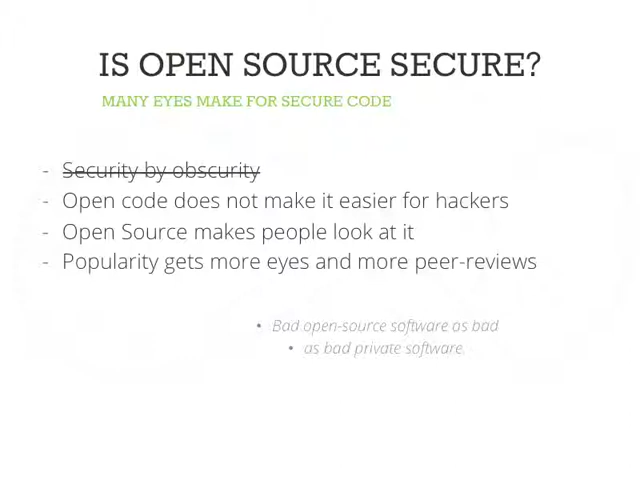 IS OPEN SOURCE SECURE?
MANY EYES MAKE FOR SECURE CODE
- Security by obscurity
- Open code does not make it easier for hackers
- Open Source makes people look at it
- Popularity gets more eyes and more peer-reviews
• Bad open-source software as bad
• as bad private software